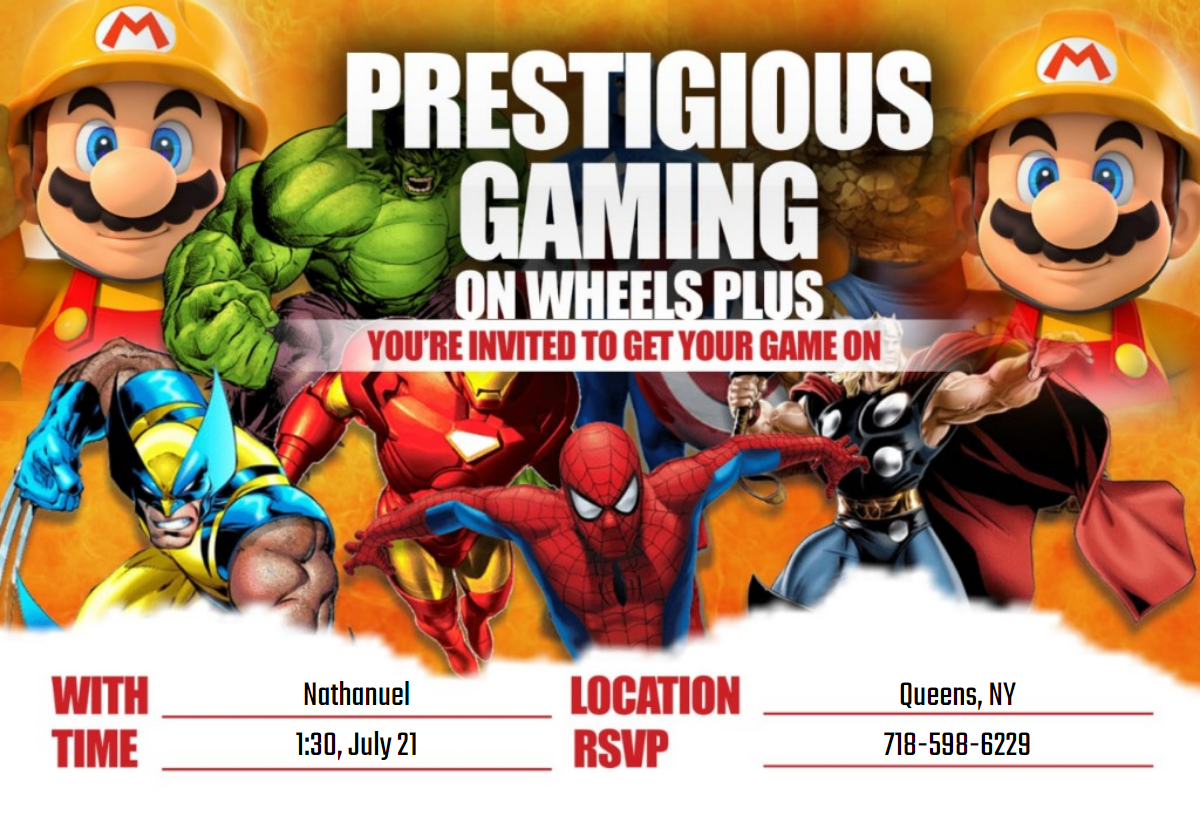 M
M
PRESTIGIOUS
GAMING
ON WHEELS PLUS
YOU'RE INVITED TO GET YOUR GAME ON
WITH Nathanuel LOCATION Queens, NY
TIME 1:30, July 21 RSVP 718-598-6229